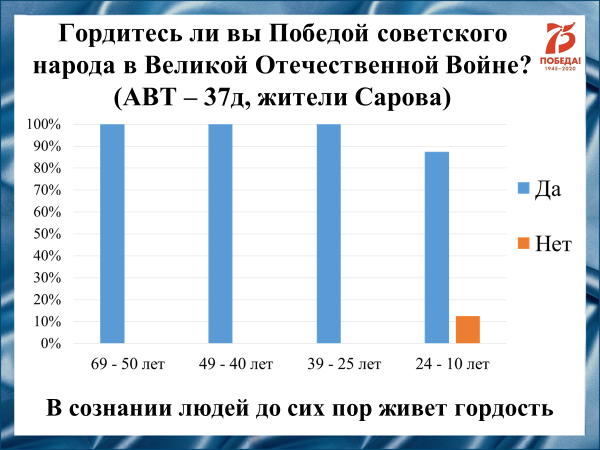 Гордитесь ли вы Победой советского
народа в Великой Отечественной Войне?
(АВТ – 37д, жители Сарова)
75
ПОБЕДА!
1945–2020
100%
90%
80%
70%
60%
50%
40%
30%
20%
10%
0%
69 - 50 лет 49 - 40 лет 39 - 25 лет 24 - 10 лет
Да
Нет
В сознании людей до сих пор живет гордость